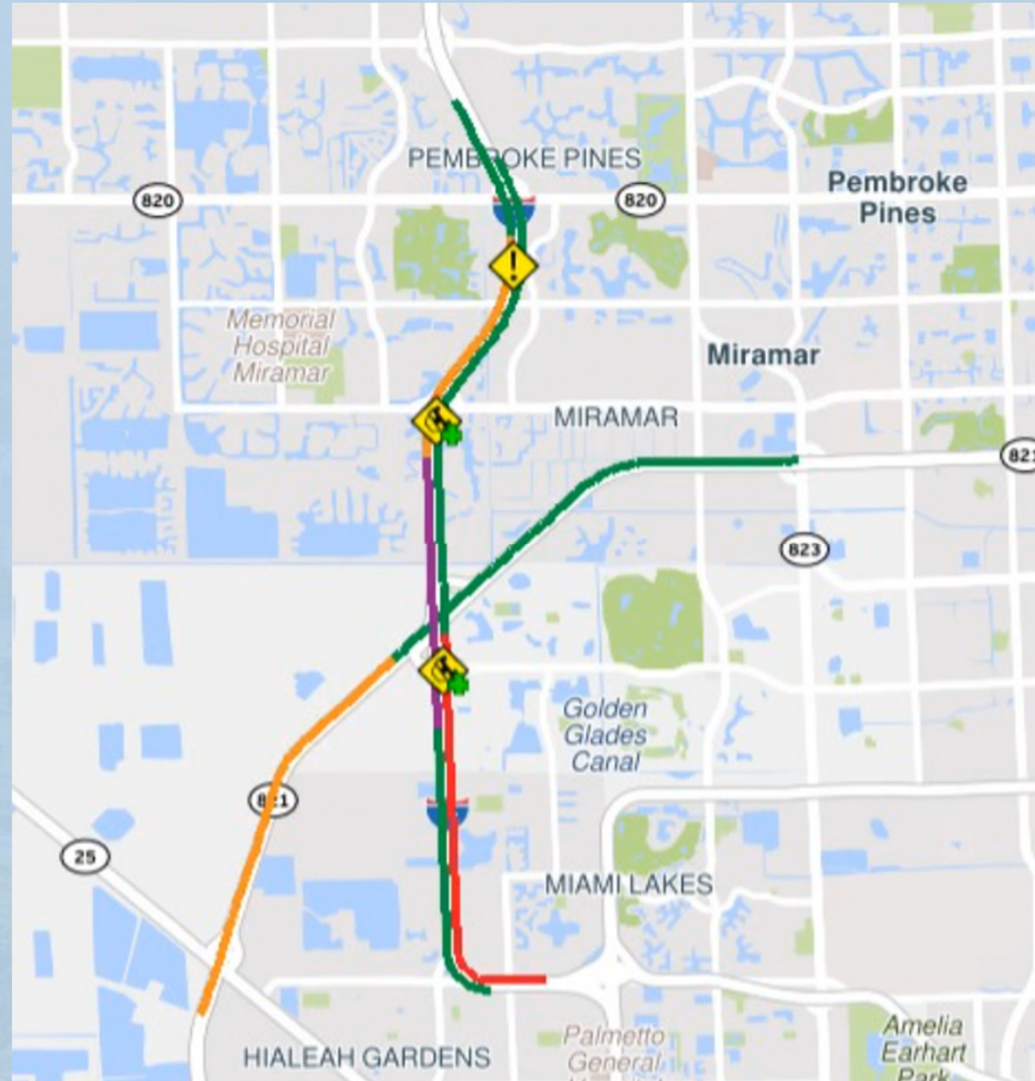 PEMBROKE PINES
820
820
Pembroke
Pines
!
Memorial
Hospital
Miramar
Miramar
MIRAMAR
821
823
Golden
Glades
Canal
821
25
MIAMI LAKES
Palmetto
General
Amelia
Earhart
Park
HIALEAH GARDENS